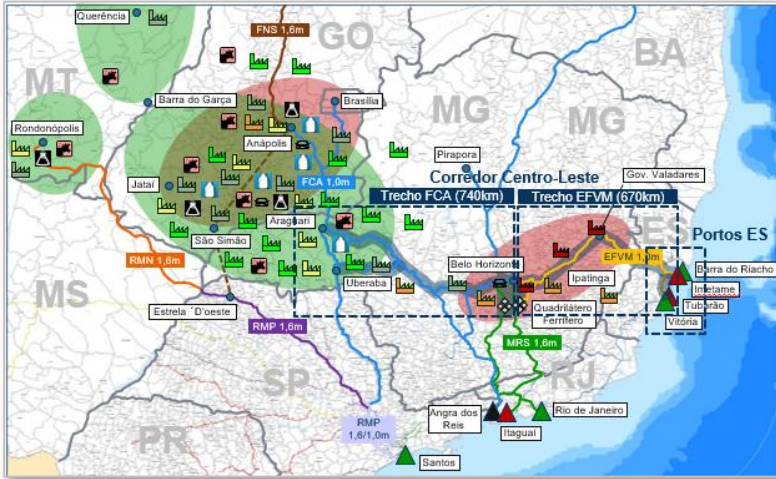 Querência
FNS 1,6m
GO
BA
MT
Barra do Garça
Brasília
MG
MG
Rondonópolis
Anápolis
Pirapora
Gov. Valadares
Corredor Centro-Leste
Jataí
FCA 1,0m
Trecho FCA (740km)
Trecho EFVM (670km)
ES
Araguari
Portos ES
São Simão
RMN 1,6m
Belo Horizonte
EFVM 1,0m
Barra do Riacho
Uberaba
Ipatinga
Imetame
MS
Tubarão
Estrela ´D'oeste
Quadrilátero
Ferrífero
Vitória
RMP 1,6m
MRS 1,6m
SP
RJ
RMP
1,6/1,0m
Angra dos
Reis
Rio de Janeiro
Itaguaí
PR
Santos